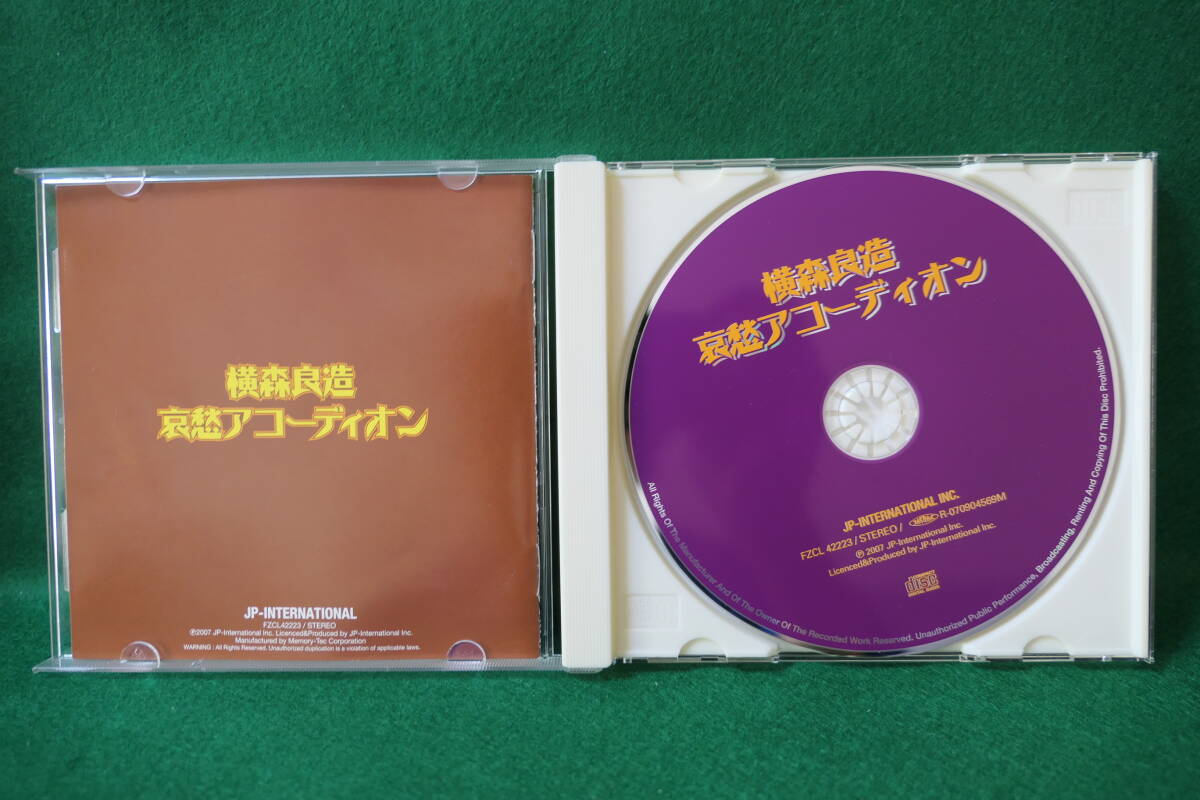 横森良造
哀愁アコーディオン
JP-INTERNATIONAL
FZCL42223 / STEREO
Ⓟ2007 JP-International Inc. Licenced&Produced by JP-International Inc.
Manufactured by Memory-Tec Corporation
WARNING : All Rights Reserved. Unauthorized duplication is a violation of applicable laws.
横森良造
哀愁アコーディオン
JP-INTERNATIONAL INC.
FZCL 42223 / STEREO / R-070904569M
Ⓟ 2007 JP-International Inc.
Licenced&Produced by JP-International Inc.
COMPACT
disc
DIGITAL AUDIO
All Rights Of The Manufacturer And Of The Owner Of The Recorded Work Reserved. Unauthorized Public Performance, Broadcasting, Renting And Copying Of This Disc Prohibited.